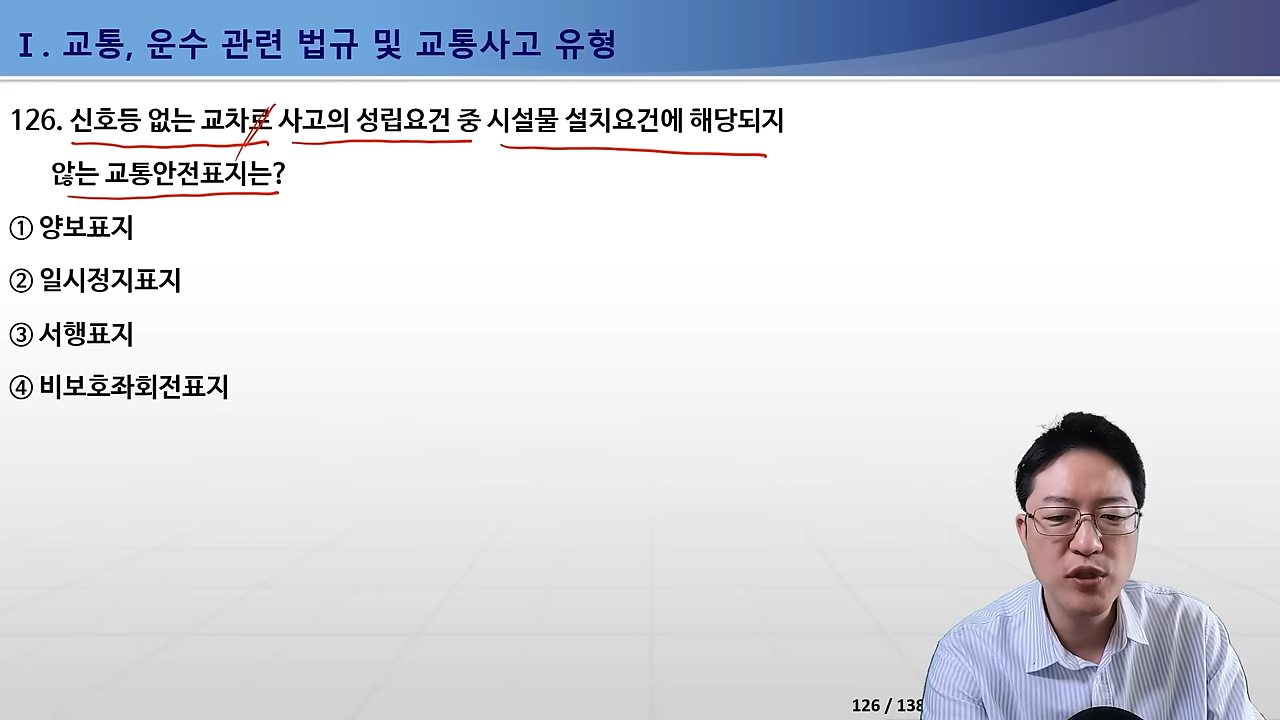 Ⅰ. 교통, 운수 관련 법규 및 교통사고 유형
126. 신호등 없는 교차로 사고의 성립요건 중 시설물 설치요건에 해당되지
않는 교통안전표지는?
① 양보표지
② 일시정지표지
③ 서행표지
④ 비보호좌회전표지
126 / 138